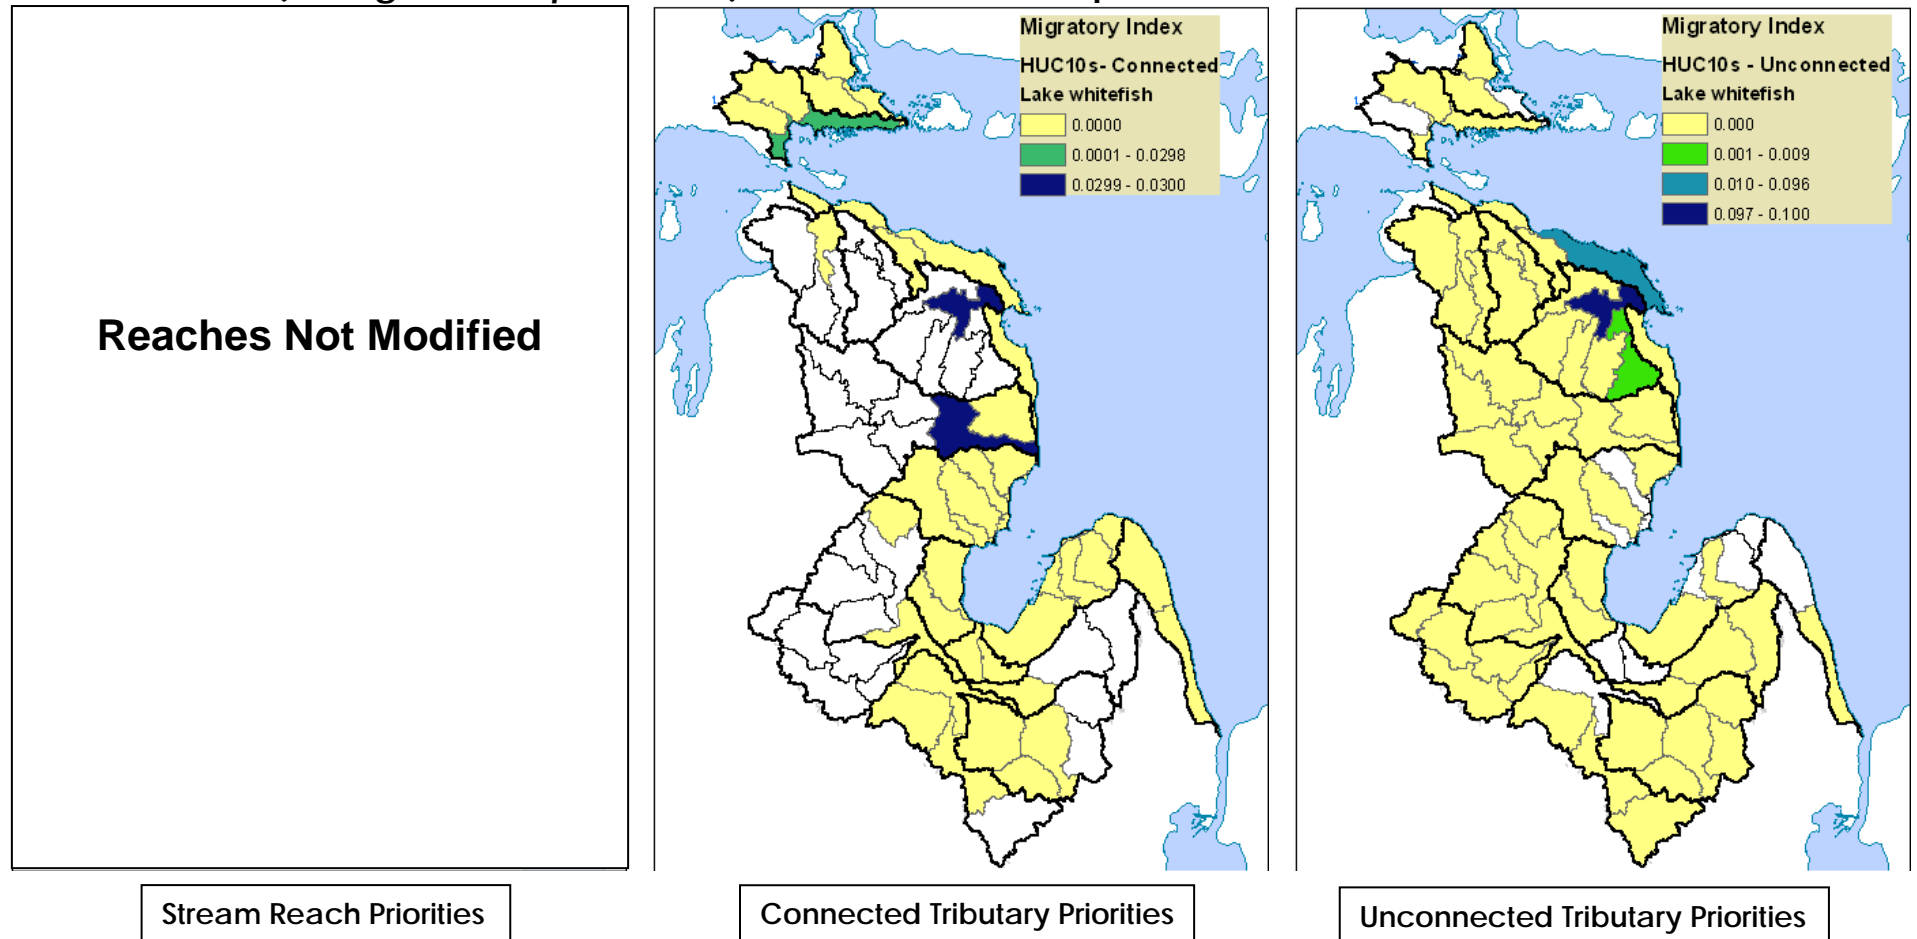 Reaches Not Modified
Stream Reach Priorities
Migratory Index
HUC10s- Connected
Lake whitefish
0.0000
0.0001 - 0.0298
0.0299 - 0.0300
Connected Tributary Priorities
Migratory Index
HUC10s - Unconnected
Lake whitefish
0.000
0.001 - 0.009
0.010 - 0.096
0.097 - 0.100
Unconnected Tributary Priorities